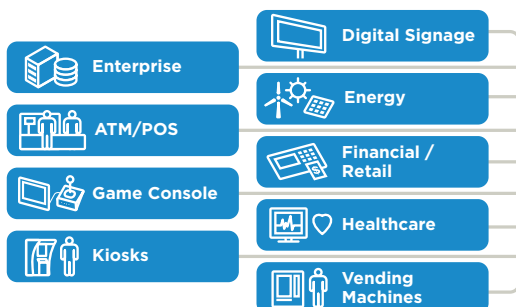 Enterprise
ATM/POS
Game Console
Kiosks
Digital Signage
Energy
Financial /
Retail
Healthcare
Vending
Machines